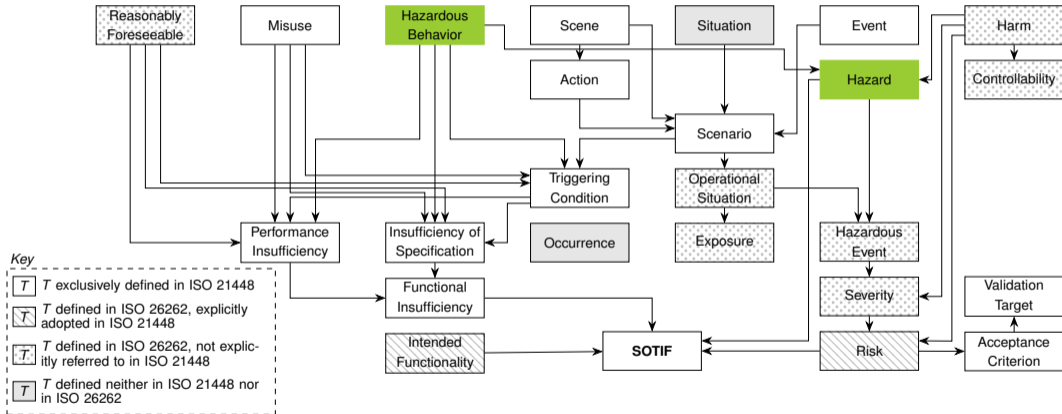 Reasonably
Foreseeable
Misuse
Hazardous
Behavior
Scene
Situation
Event
Harm
Action
Hazard
Controllability
Scenario
Triggering
Condition
Operational
Situation
Performance
Insufficiency
Insufficiency of
Specification
Occurrence
Exposure
Hazardous
Event
Functional
Insufficiency
Severity
Validation
Target
Intended
Functionality
SOTIF
Risk
Acceptance
Criterion
Key
T T exclusively defined in ISO 21448
T T defined in ISO 26262, explicitly
adopted in ISO 21448
T T defined in ISO 26262, not explic-
itly referred to in ISO 21448
T T defined neither in ISO 21448 nor
in ISO 26262